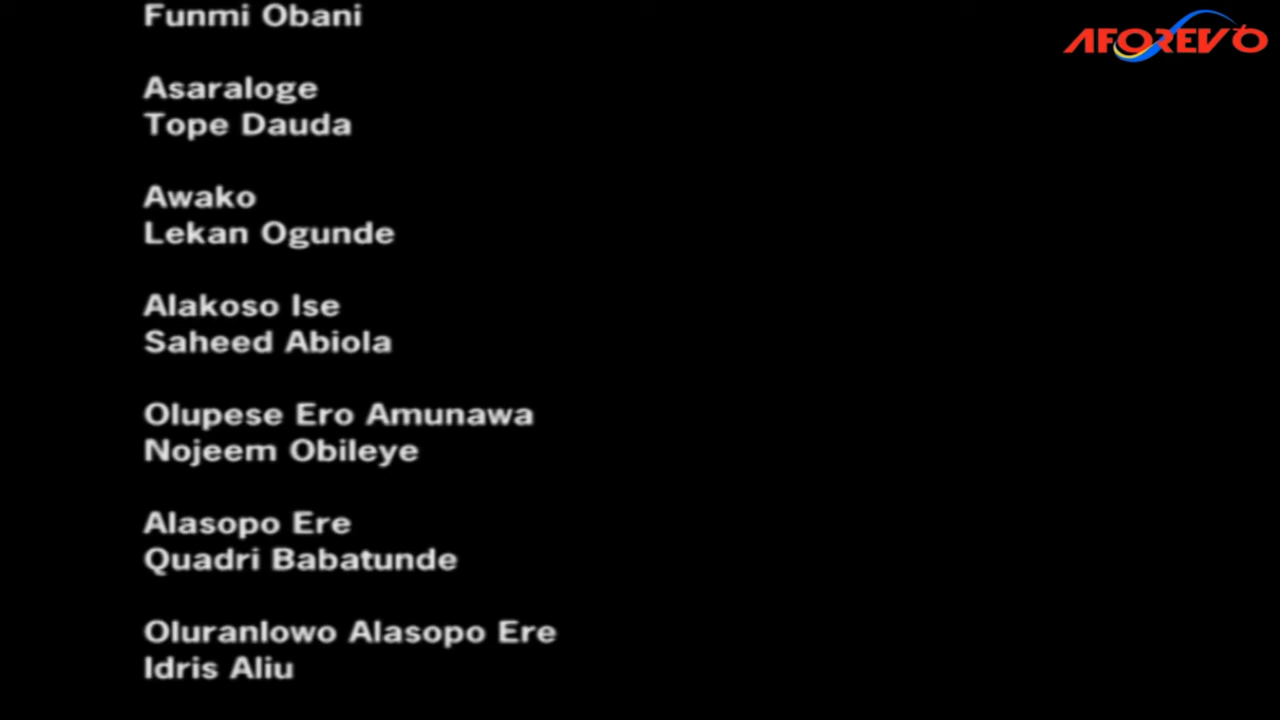 Funmi Obani
AFOREVO
Asaraloge
Tope Dauda
Awako
Lekan Ogunde
Alakoso Ise
Saheed Abiola
Olupese Ero Amunawa
Nojeem Obileye
Alasopo Ere
Quadri Babatunde
Oluranlowo Alasopo Ere
Idris Aliu